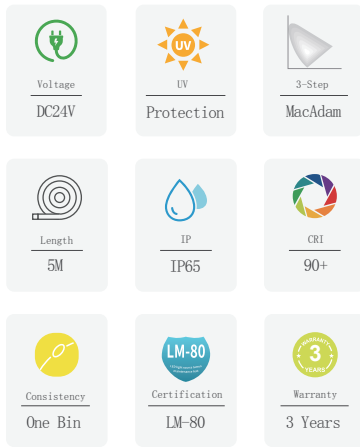 UV
Voltage
UV
3-Step
DC24V
Protection
MacAdam
Length
IP
CRI
5M
IP65
90+
LM-80
WARRANTY
3
YEARS
Consistency
Certification
Warranty
One Bin
LM-80
3 Years